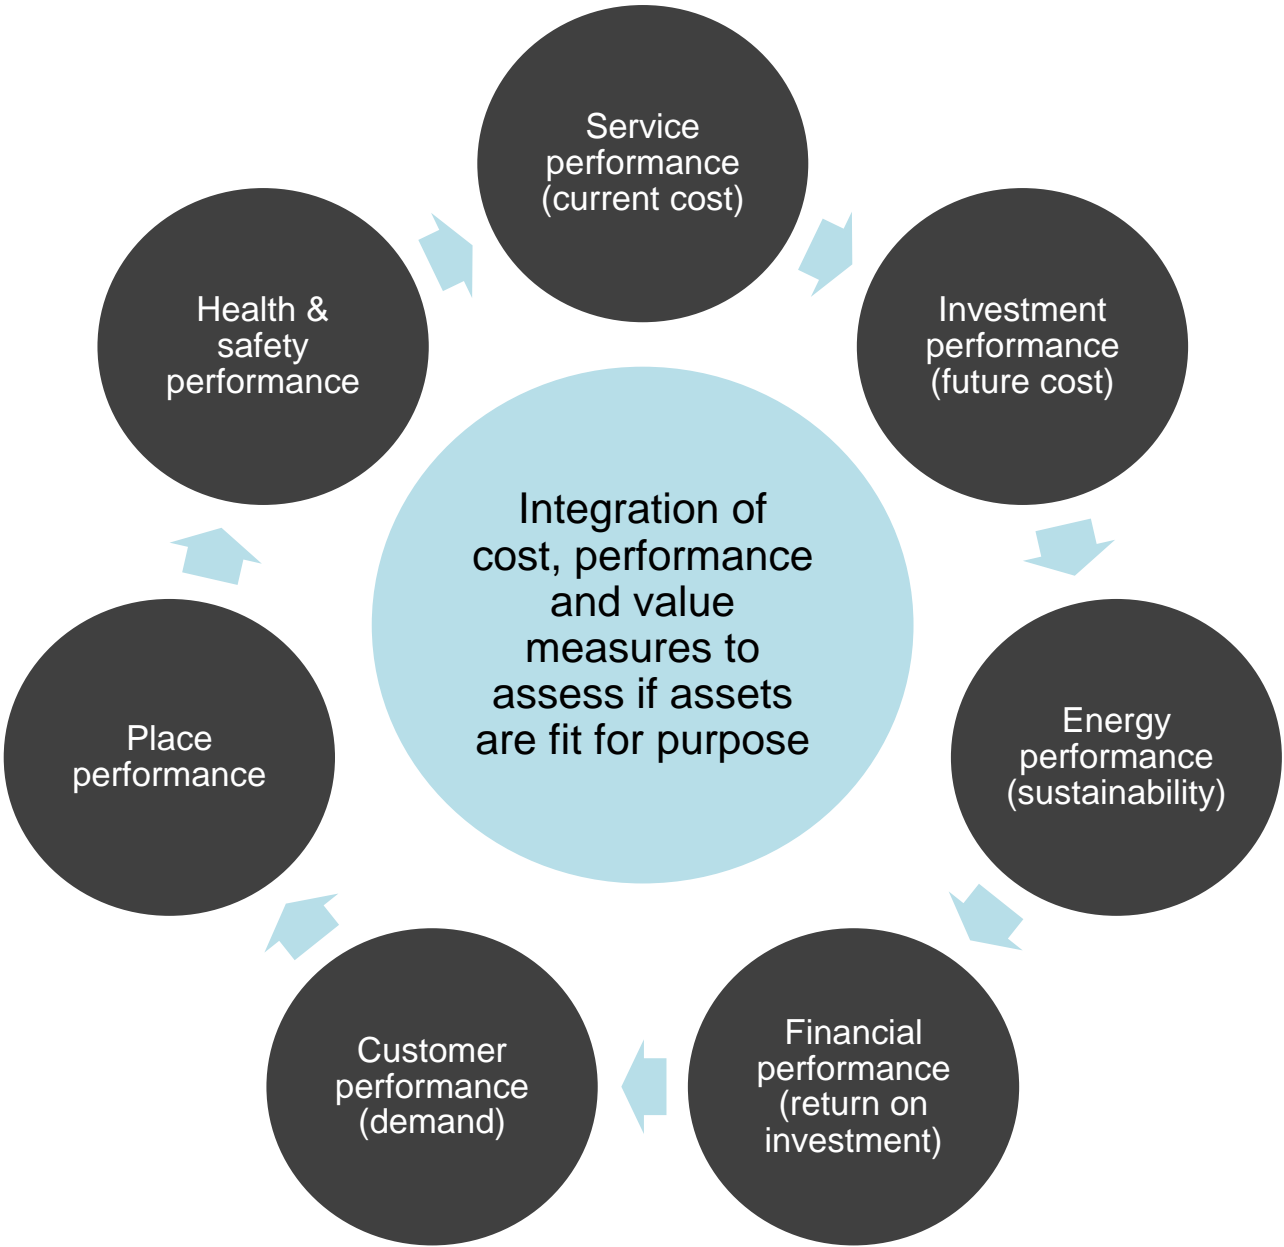 Service
performance
(current cost)
Investment
performance
(future cost)
Energy
performance
(sustainability)
Financial
performance
(return on
investment)
Customer
performance
(demand)
Place
performance
Health &
safety
performance
Integration of
cost, performance
and value
measures to
assess if assets
are fit for purpose